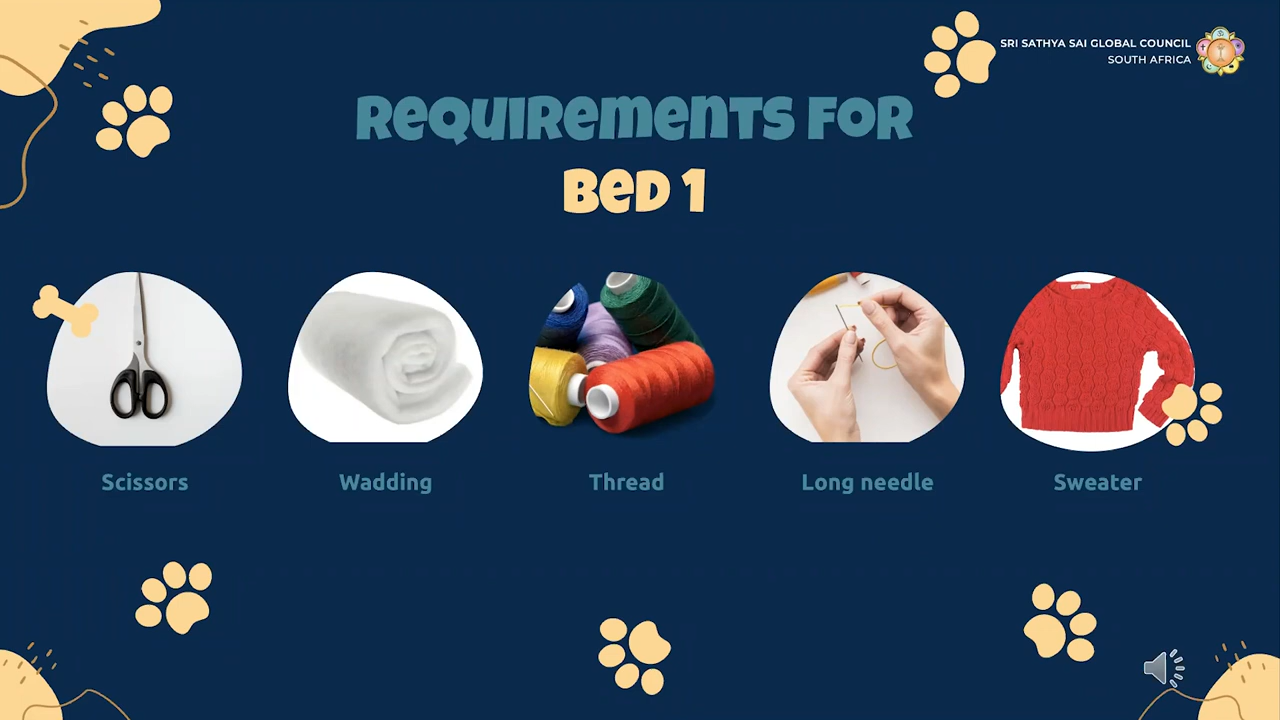 SRI SATHYA SAI GLOBAL COUNCIL
SOUTH AFRICA
REQUIREMENTS FOR
BED 1
Scissors
Wadding
Thread
Long needle
Sweater